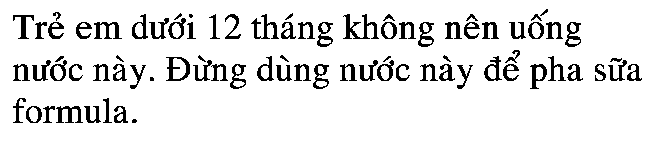 Trẻ em dưới 12 tháng không nên uống
nước này. Đừng dùng nước này để pha sữa
formula.